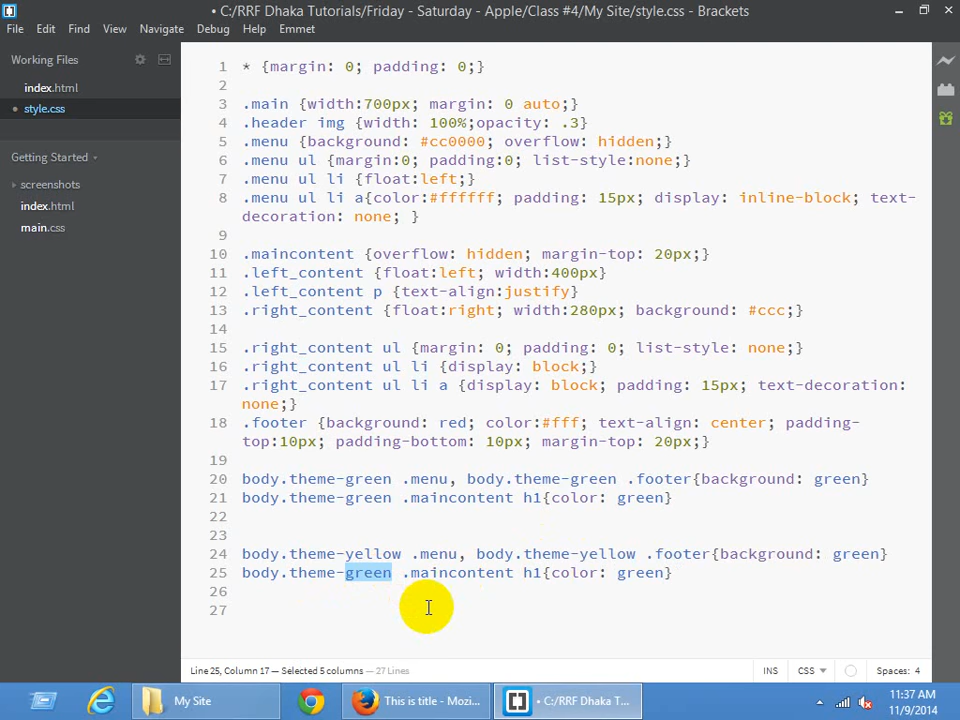 • C:/RRF Dhaka Tutorials/Friday - Saturday - Apple/Class #4/My Site/style.css - Brackets
File Edit Find View Navigate Debug Help Emmet
Working Files
index.html
• style.css
Getting Started
screenshots
index.html
main.css
1 * {margin: 0; padding: 0;}
2
3 .main {width:700px; margin: 0 auto;}
4 .header img {width: 100%;opacity: .3}
5 .menu {background: #cc0000; overflow: hidden;}
6 .menu ul {margin:0; padding:0; list-style:none;}
7 .menu ul li {float:left;}
8 .menu ul li a{color:#ffffff; padding: 15px; display: inline-block; text-
decoration: none; }
9
10 .maincontent {overflow: hidden; margin-top: 20px;}
11 .left_content {float:left; width:400px}
12 .left_content p {text-align:justify}
13 .right_content {float:right; width:280px; background: #ccc;}
14
15 .right_content ul {margin: 0; padding: 0; list-style: none;}
16 .right_content ul li {display: block;}
17 .right_content ul li a {display: block; padding: 15px; text-decoration:
none;}
18 .footer {background: red; color:#fff; text-align: center; padding-
top:10px; padding-bottom: 10px; margin-top: 20px;}
19
20 body.theme-green .menu, body.theme-green .footer{background: green}
21 body.theme-green .maincontent h1{color: green}
22
23
24 body.theme-yellow .menu, body.theme-yellow .footer{background: green}
25 body.theme-green .maincontent h1{color: green}
26
27
Line 25, Column 17 — Selected 5 columns — 27 Lines
INS CSS Spaces: 4
My Site
This is title - Mozi...
• C:/RRF Dhaka T...
11:37 AM
11/9/2014